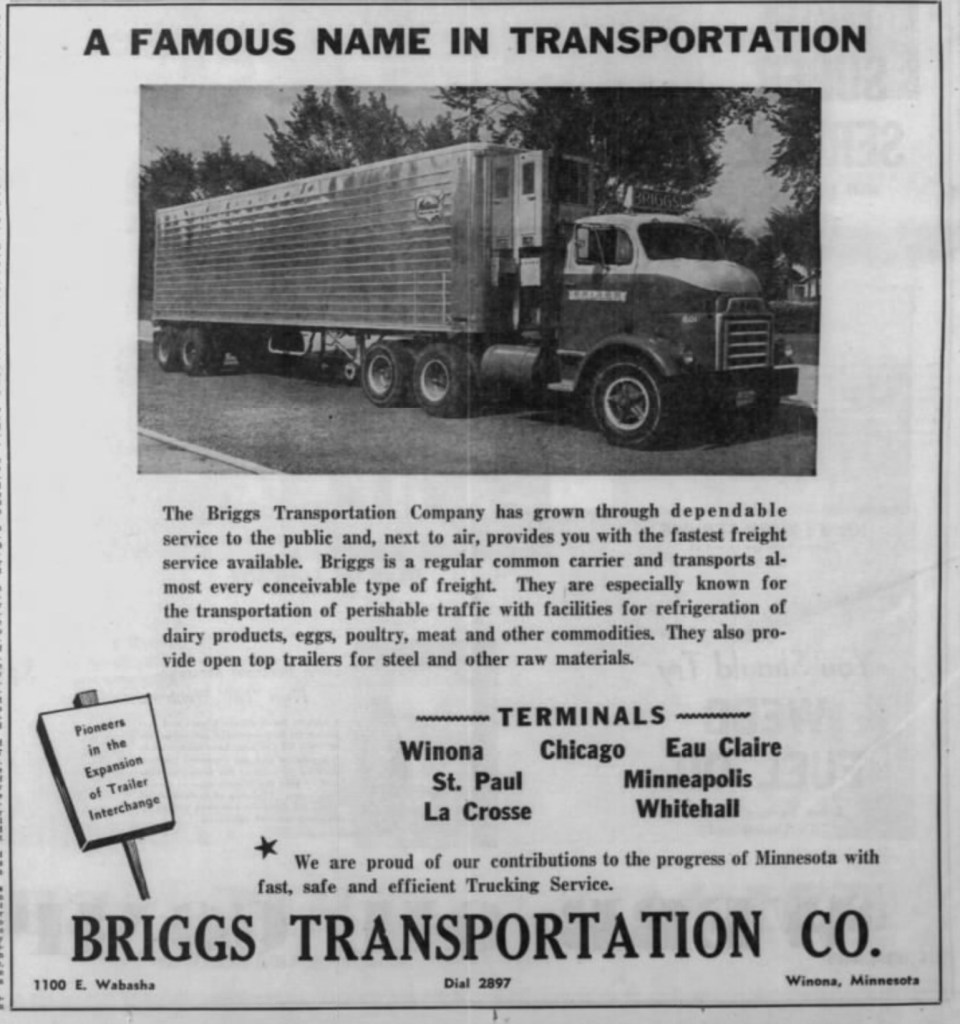 A FAMOUS NAME IN TRANSPORTATION
BRIGGS
BRIGGS
The Briggs Transportation Company has grown through dependable
service to the public and, next to air, provides you with the fastest freight
service available. Briggs is a regular common carrier and transports al-
most every conceivable type of freight. They are especially known for
the transportation of perishable traffic with facilities for refrigeration of
dairy products, eggs, poultry, meat and other commodities. They also pro-
vide open top trailers for steel and other raw materials.
Pioneers
in the
Expansion
of Trailer
Interchange
TERMINALS
Winona Chicago Eau Claire
St. Paul Minneapolis
La Crosse Whitehall
We are proud of our contributions to the progress of Minnesota with
fast, safe and efficient Trucking Service.
BRIGGS TRANSPORTATION CO.
1100 E. Wabasha Dial 2897 Winona, Minnesota